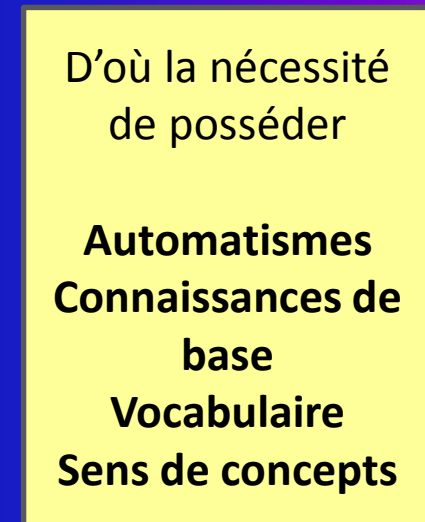 D’où la nécessité
de posséder
Automatismes
Connaissances de
base
Vocabulaire
Sens de concepts